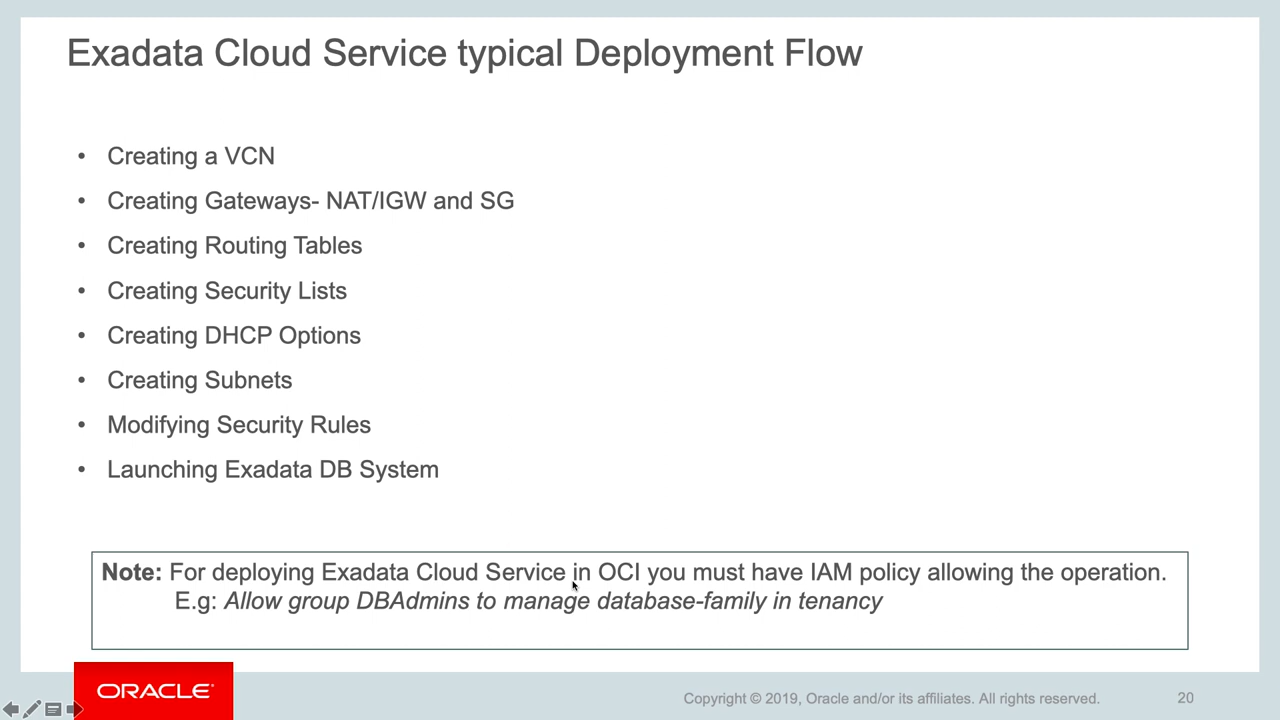 Exadata Cloud Service typical Deployment Flow
• Creating a VCN
• Creating Gateways- NAT/IGW and SG
• Creating Routing Tables
• Creating Security Lists
• Creating DHCP Options
• Creating Subnets
• Modifying Security Rules
• Launching Exadata DB System
Note: For deploying Exadata Cloud Service in OCI you must have IAM policy allowing the operation.
E.g: Allow group DBAdmins to manage database-family in tenancy
ORACLE®
Copyright © 2019, Oracle and/or its affiliates. All rights reserved.
20